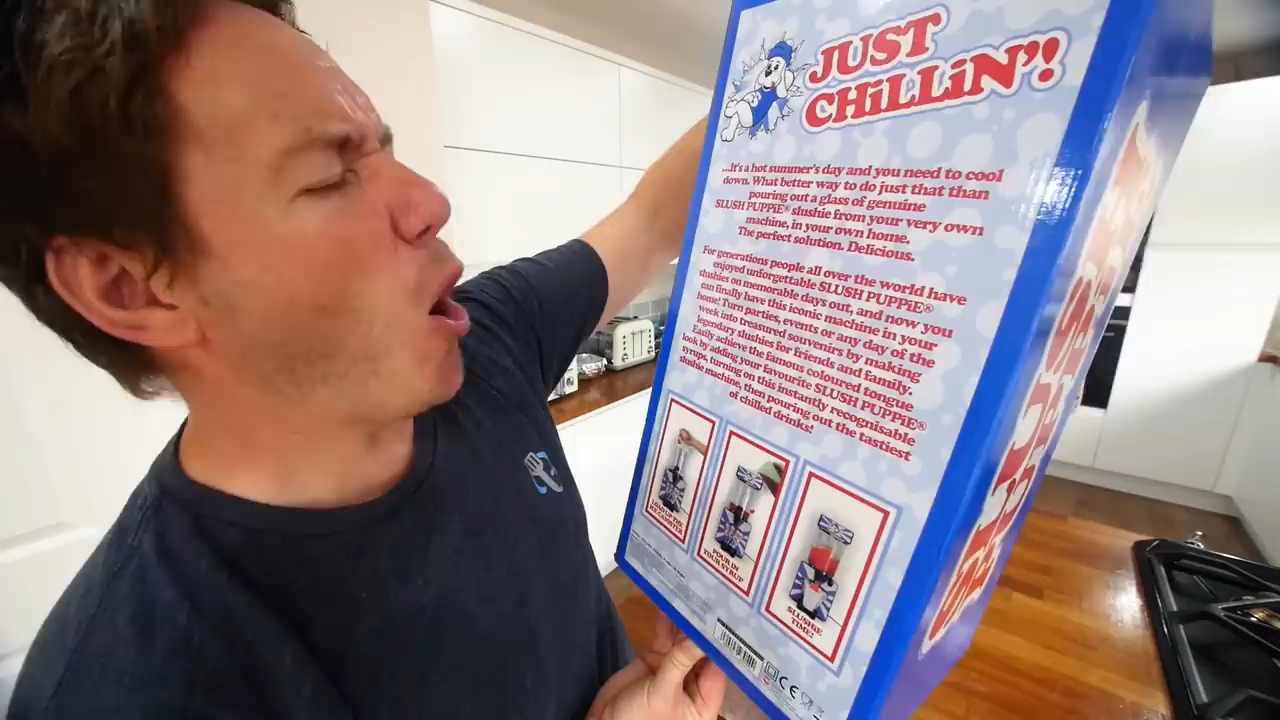 JUST
CHiLLiN'!
...it's a hot summer's day and you need to cool
down. What better way to do just that than
pouring out a glass of genuine
SLUSH PUPPiE® slushie from your very own
machine, in your own home.
The perfect solution. Delicious.
For generations people all over the world have
enjoyed unforgettable SLUSH PUPPiE®
slushies on memorable days out, and now you
can finally have this iconic machine in your
home! Turn parties, events or any day of the
week into treasured souvenirs by making
legendary slushies for friends and family.
Easily achieve the famous coloured tongue
look by adding your favourite SLUSH PUPPiE®
syrups, turning on this instantly recognisable
slushie machine, then pouring out the tastiest
of chilled drinks!
LOAD UP THE
ICE CHAMBER
POUR IN
YOUR SYRUP
SLUSHIE
TIME!
CE